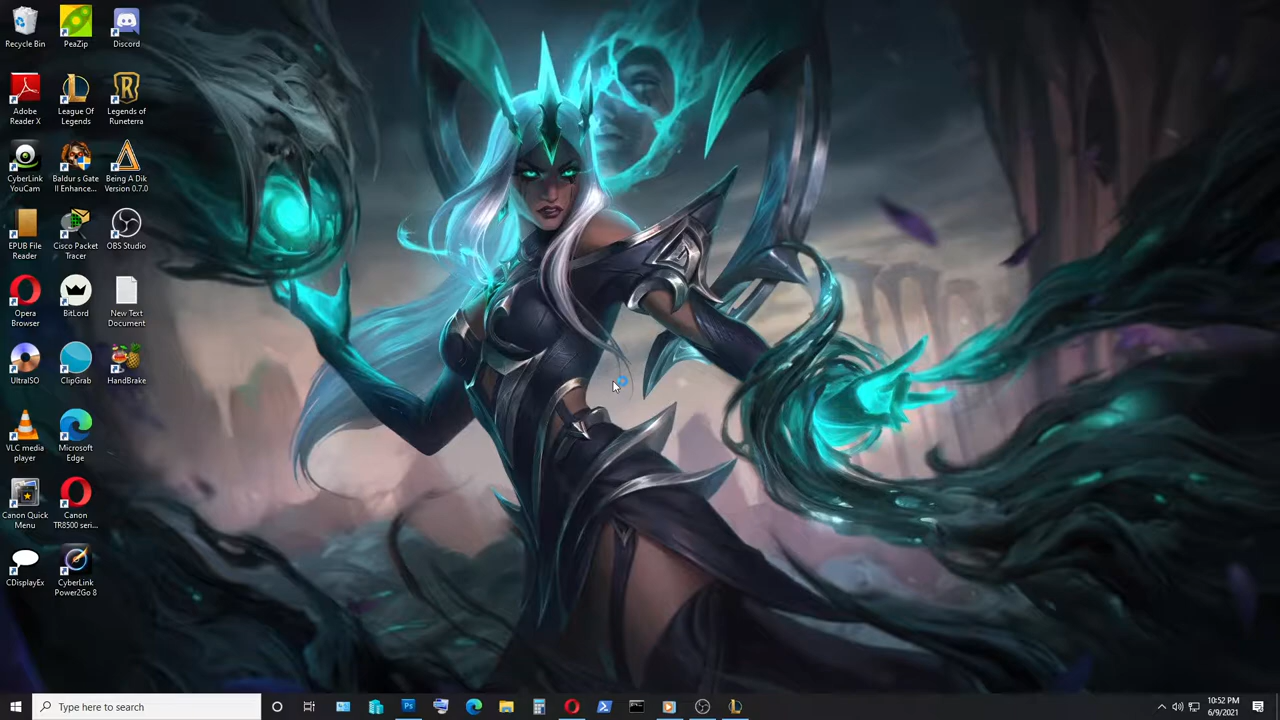 Recycle Bin
PeaZip
Discord
Adobe
Reader X
League Of
Legends
Legends of
Runeterra
CyberLink
YouCam
Baldur s Gate
II Enhance...
Being A Dik
Version 0.7.0
EPUB File
Reader
Cisco Packet
Tracer
OBS Studio
Opera
Browser
BitLord
New Text
Document
UltraISO
ClipGrab
HandBrake
VLC media
player
Microsoft
Edge
Canon Quick
Menu
Canon
TR8500 seri...
CDisplayEx
CyberLink
Power2Go 8
Type here to search
Ps
10:52 PM
6/9/2021